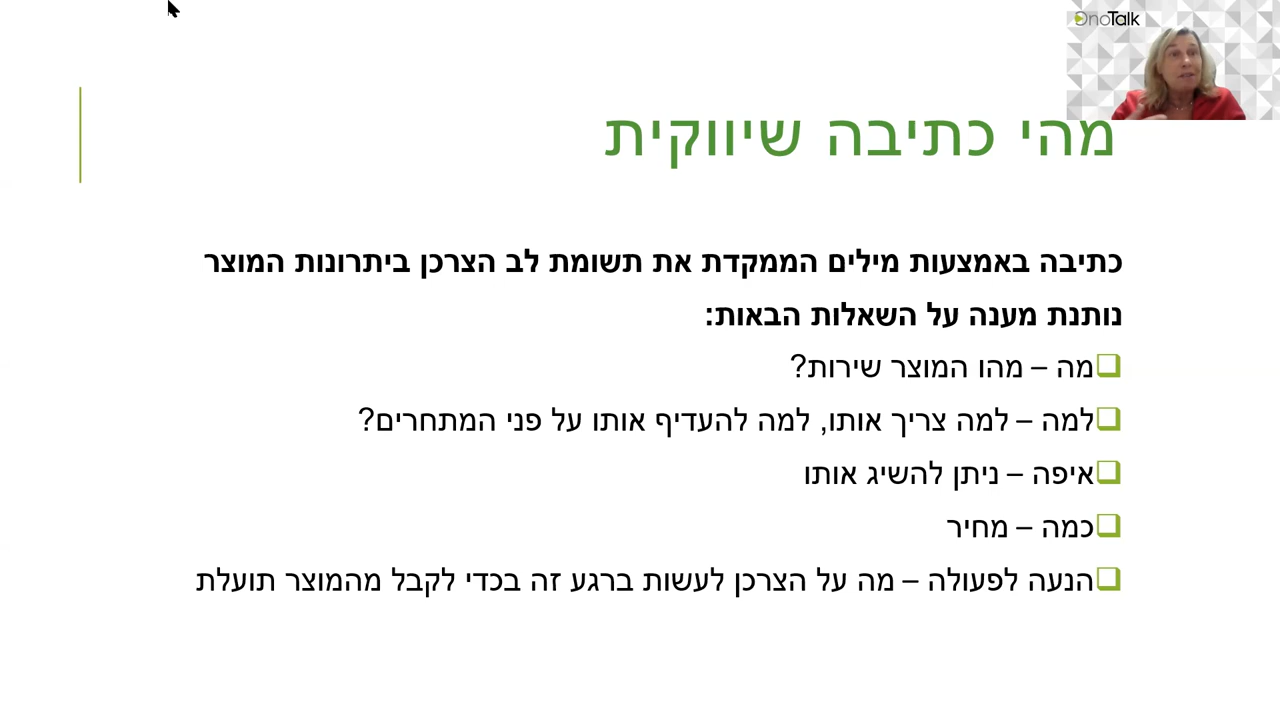 OnoTalk
מהי כתיבה שיווקית
כתיבה באמצעות מילים הממקדת את תשומת לב הצרכן ביתרונות המוצר
נותנת מענה על השאלות הבאות:
מה – מהו המוצר שירות?
למה – למה צריך אותו, למה להעדיף אותו על פני המתחרים?
איפה – ניתן להשיג אותו
כמה – מחיר
הנעה לפעולה – מה על הצרכן לעשות ברגע זה בכדי לקבל מהמוצר תועלת